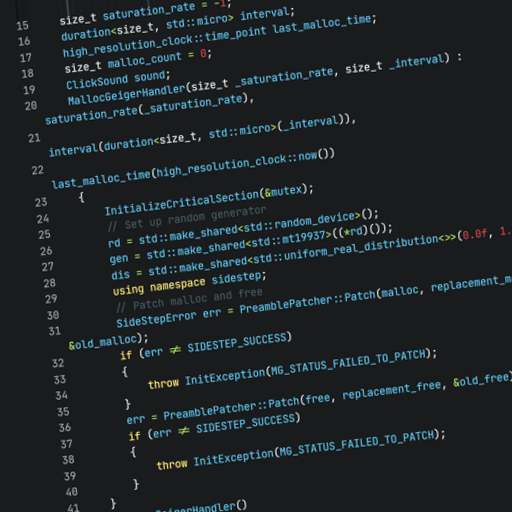 15 size_t saturation_rate = -1;
16 duration<size_t, std::micro> interval;
17 high_resolution_clock::time_point last_malloc_time;
18 size_t malloc_count = 0;
19 ClickSound sound;
20 MallocGeigerHandler(size_t _saturation_rate, size_t _interval) :
saturation_rate(_saturation_rate),
21
interval(duration<size_t, std::micro>(_interval)),
22
last_malloc_time(high_resolution_clock::now())
23 {
24 InitializeCriticalSection(&mutex);
25 // Set up random generator
26 rd = std::make_shared<std::random_device>();
27 gen = std::make_shared<std::mt19937>((*rd)());
28 dis = std::make_shared<std::uniform_real_distribution<>>(0.0f, 1.
29 using namespace sidestep;
30 // Patch malloc and free
31 SideStepError err = PreamblePatcher::Patch(malloc, replacement_m
&old_malloc);
32 if (err ≠ SIDESTEP_SUCCESS)
33 {
34 throw InitException(MG_STATUS_FAILED_TO_PATCH);
35 }
36 err = PreamblePatcher::Patch(free, replacement_free, &old_free)
37 if (err ≠ SIDESTEP_SUCCESS)
38 {
39 throw InitException(MG_STATUS_FAILED_TO_PATCH);
40 }
41 }
GeigerHandler()